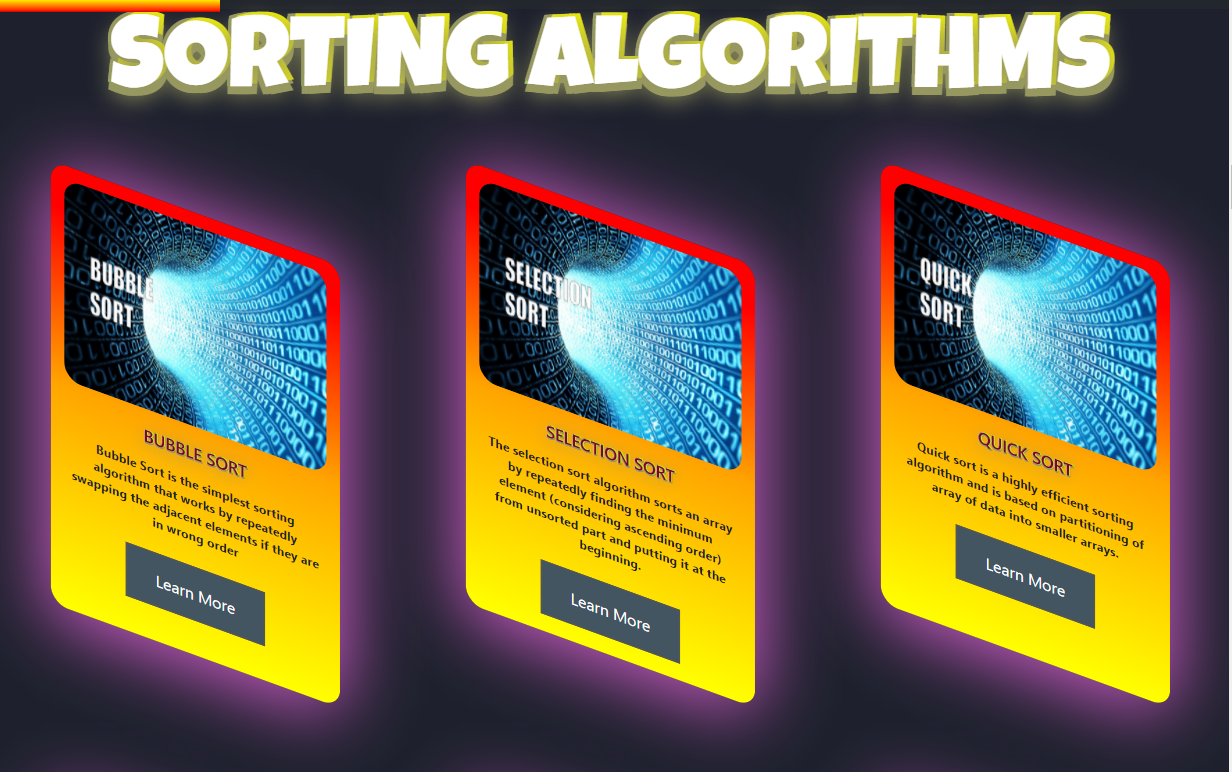 SORTING ALGORITHMS
BUBBLE
SORT
BUBBLE SORT
Bubble Sort is the simplest sorting
algorithm that works by repeatedly
swapping the adjacent elements if they are
in wrong order
Learn More
SELECTION
SORT
SELECTION SORT
The selection sort algorithm sorts an array
by repeatedly finding the minimum
element (considering ascending order)
from unsorted part and putting it at the
beginning.
Learn More
QUICK
SORT
QUICK SORT
Quick sort is a highly efficient sorting
algorithm and is based on partitioning of
array of data into smaller arrays.
Learn More